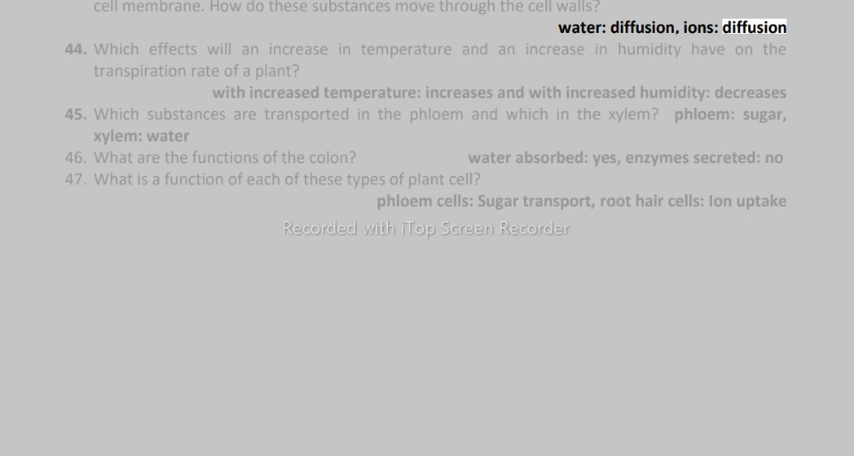 cell membrane. How do these substances move through the cell walls?
water: diffusion, ions: diffusion
44. Which effects will an increase in temperature and an increase in humidity have on the
transpiration rate of a plant?
with increased temperature: increases and with increased humidity: decreases
45. Which substances are transported in the phloem and which in the xylem? phloem: sugar,
xylem: water
46. What are the functions of the colon? water absorbed: yes, enzymes secreted: no
47. What is a function of each of these types of plant cell?
phloem cells: Sugar transport, root hair cells: Ion uptake
Recorded with iTop Screen Recorder